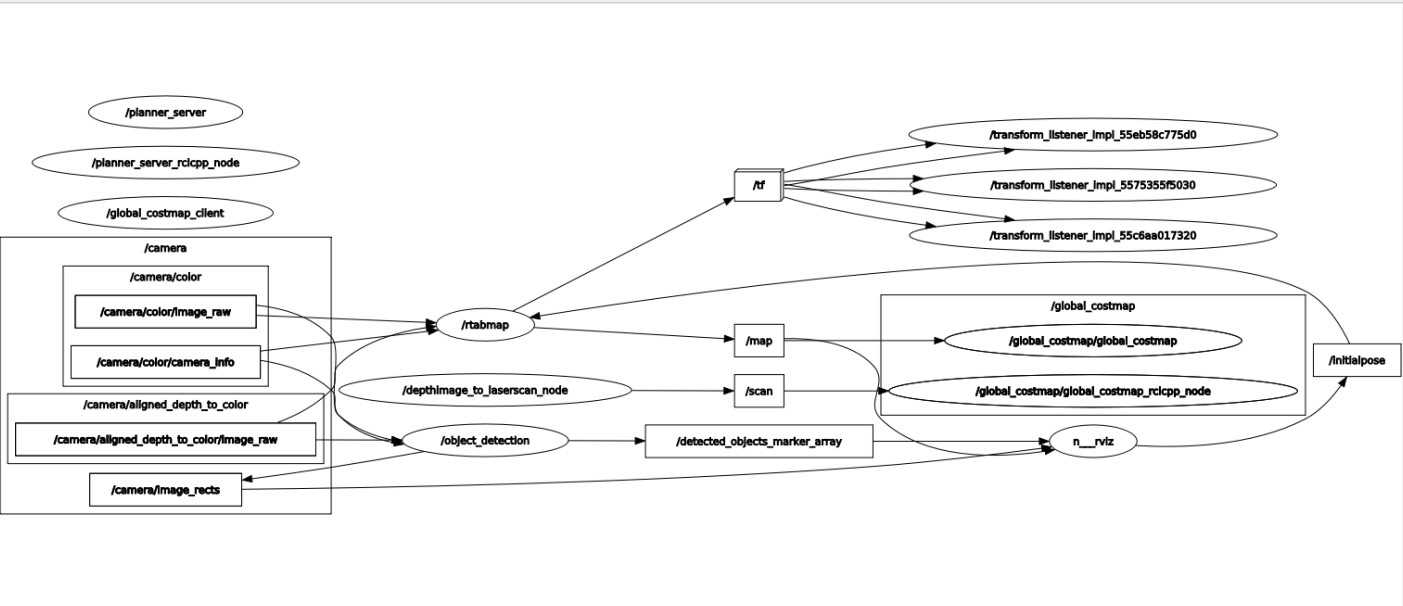 /planner_server
/planner_server_rclcpp_node
/global_costmap_client
/camera
/camera/color
/camera/color/image_raw
/camera/color/camera_info
/camera/aligned_depth_to_color
/camera/aligned_depth_to_color/image_raw
/camera/image_rects
/rtabmap
/depthimage_to_laserscan_node
/object_detection
/tf
/map
/scan
/detected_objects_marker_array
/transform_listener_impl_55eb58c775d0
/transform_listener_impl_5575355f5030
/transform_listener_impl_55c6aa017320
/global_costmap
/global_costmap/global_costmap
/global_costmap/global_costmap_rclcpp_node
n___rviz
/initialpose